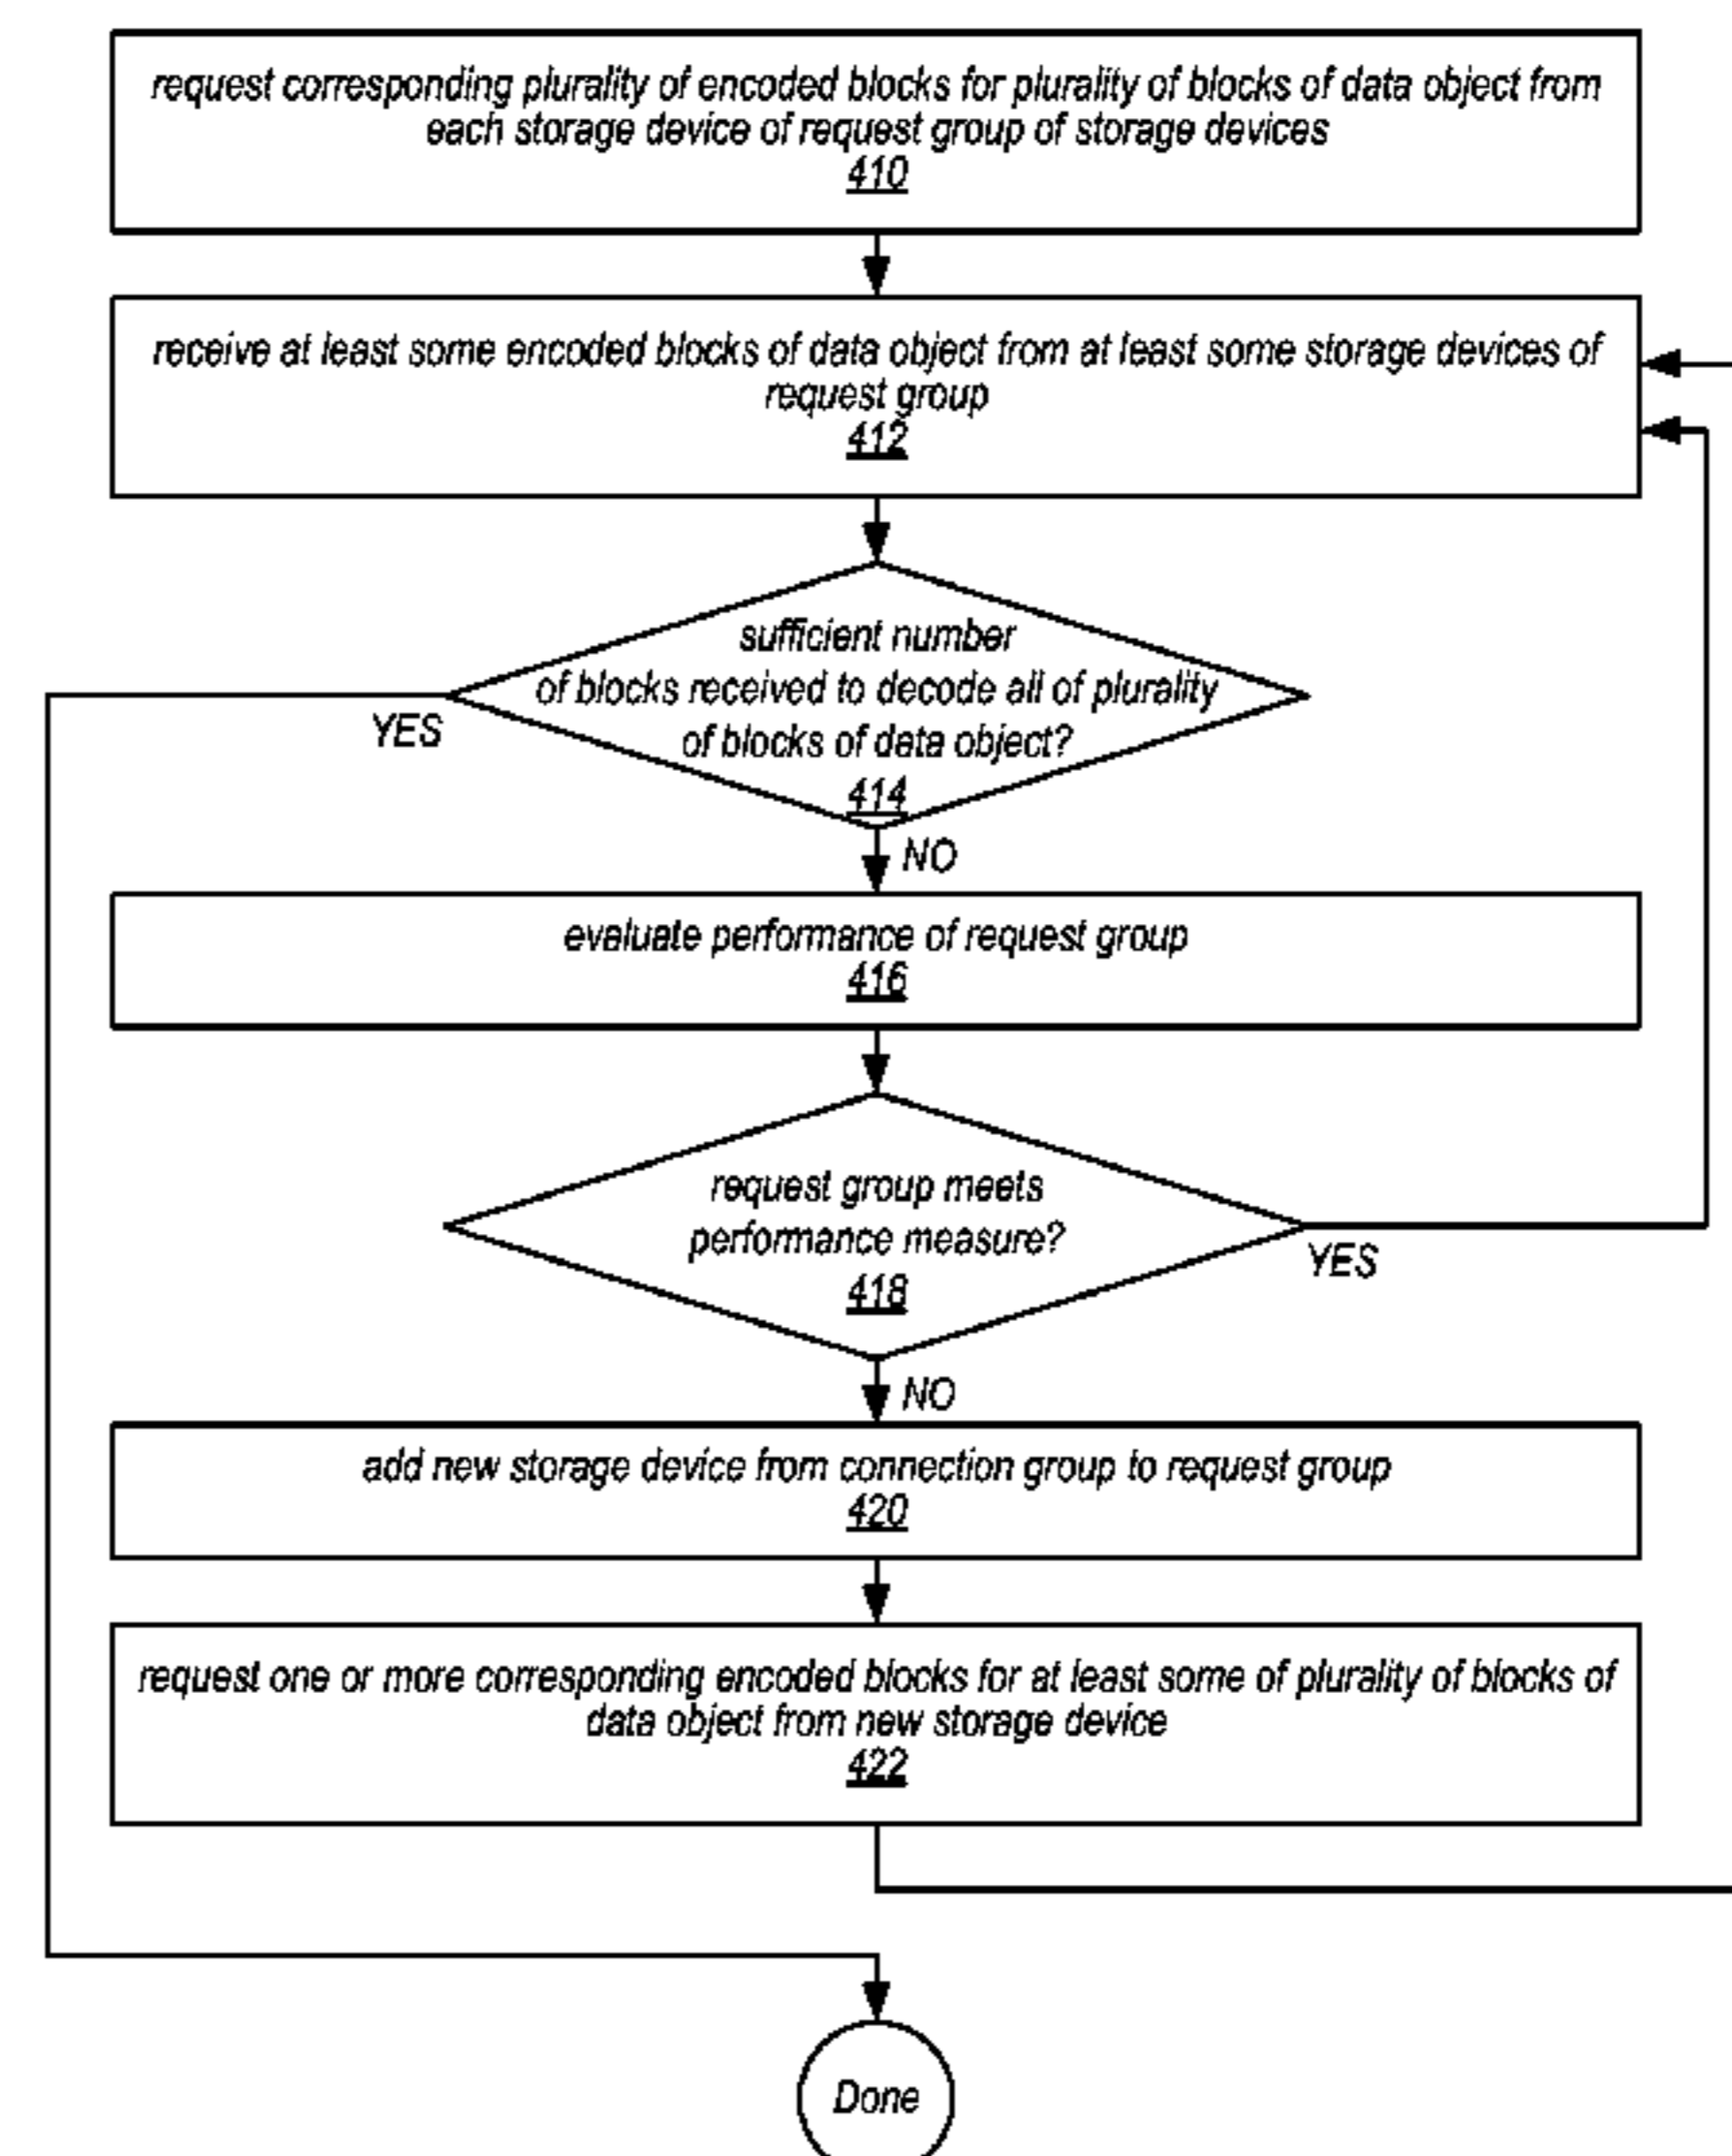 request corresponding plurality of encoded blocks for plurality of blocks of data object from
each storage device of request group of storage devices
410
receive at least some encoded blocks of data object from at least some storage devices of
request group
412
sufficient number
of blocks received to decode all of plurality
of blocks of data object?
414
YES
NO
evaluate performance of request group
416
request group meets
performance measure?
418
YES
NO
add new storage device from connection group to request group
420
request one or more corresponding encoded blocks for at least some of plurality of blocks of
data object from new storage device
422
Done